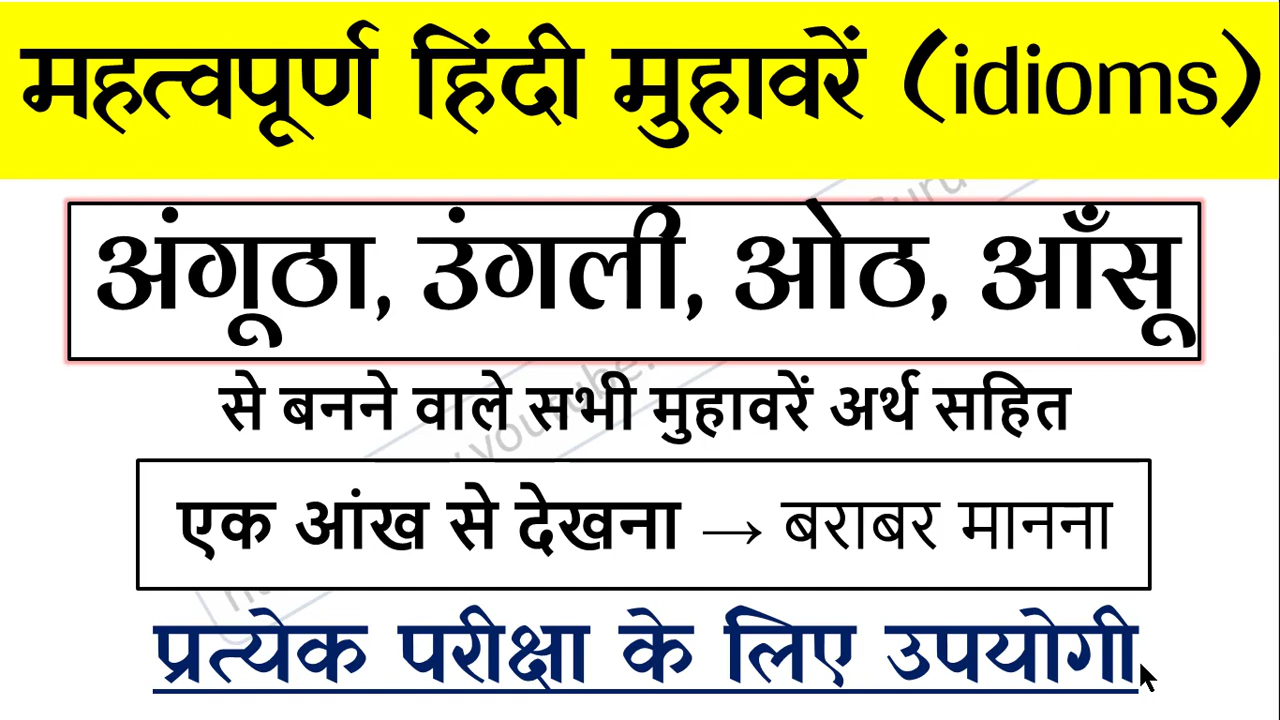 महत्वपूर्ण हिंदी मुहावरें (idioms)
अंगूठा, उंगली, ओठ, आँसू
से बनने वाले सभी मुहावरें अर्थ सहित
एक आंख से देखना → बराबर मानना
प्रत्येक परीक्षा के लिए उपयोगी